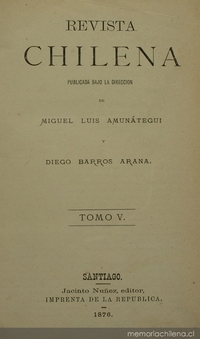 REVISTA
CHILENA
PUBLICADA BAJO LA DIRECCION
DE
MIGUEL LUIS AMUNÁTEGUI
Y
DIEGO BARROS ARANA.
TOMO V.
SANTIAGO.
Jacinto Nuñez, editor,
IMPRENTA DE LA REPÚBLICA.
1876.
memoriachilena.cl